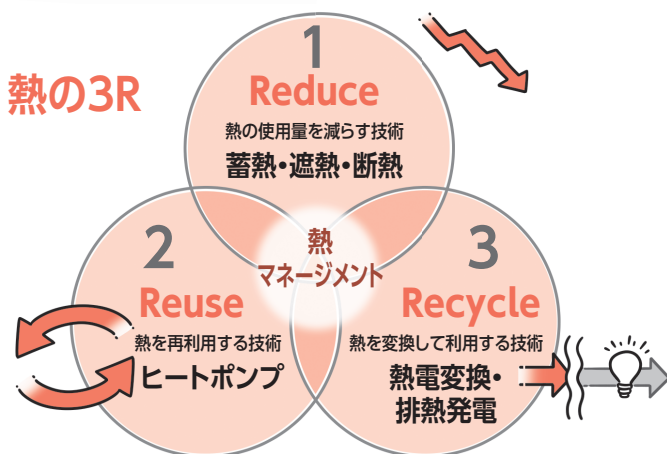 熱の3R
1
Reduce
熱の使用量を減らす技術
蓄熱・遮熱・断熱
熱
マネージメント
2
Reuse
熱を再利用する技術
ヒートポンプ
3
Recycle
熱を変換して利用する技術
熱電変換・
排熱発電